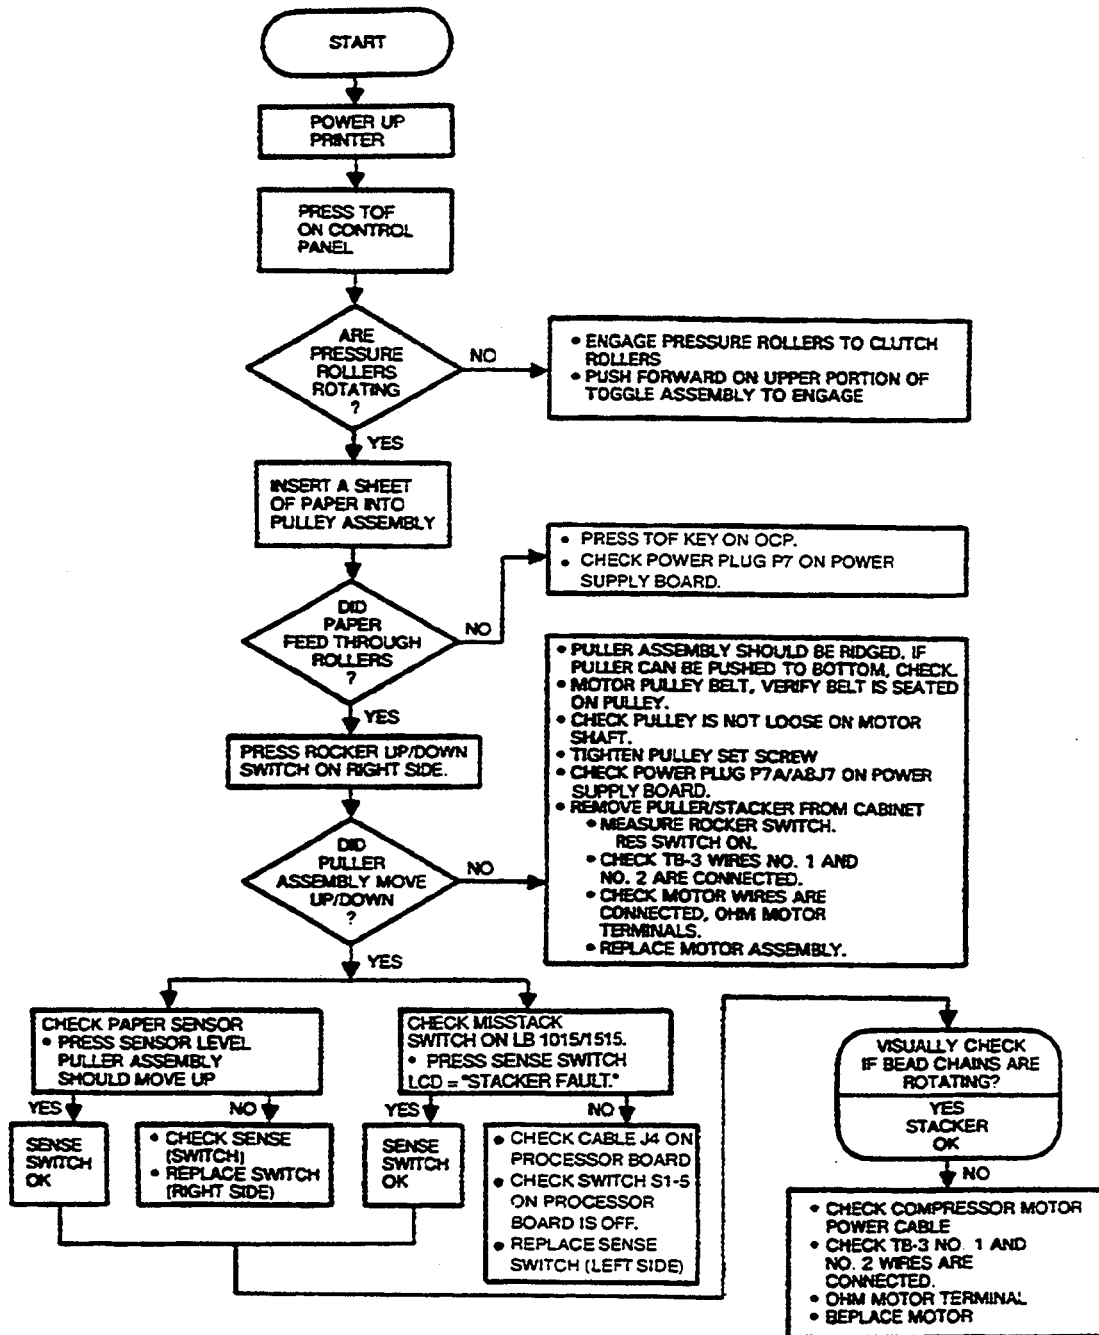 START
POWER UP
PRINTER
PRESS TOF
ON CONTROL
PANEL
ARE
PRESSURE
ROLLERS
ROTATING
?
NO
• ENGAGE PRESSURE ROLLERS TO CLUTCH
ROLLERS
• PUSH FORWARD ON UPPER PORTION OF
TOGGLE ASSEMBLY TO ENGAGE
YES
INSERT A SHEET
OF PAPER INTO
PULLEY ASSEMBLY
DID
PAPER
FEED THROUGH
ROLLERS
?
NO
• PRESS TOF KEY ON OCP.
• CHECK POWER PLUG P7 ON POWER
SUPPLY BOARD.
YES
PRESS ROCKER UP/DOWN
SWITCH ON RIGHT SIDE.
DID
PULLER
ASSEMBLY MOVE
UP/DOWN
?
NO
• PULLER ASSEMBLY SHOULD BE RIDGED. IF
PULLER CAN BE PUSHED TO BOTTOM, CHECK.
• MOTOR PULLEY BELT, VERIFY BELT IS SEATED
ON PULLEY.
• CHECK PULLEY IS NOT LOOSE ON MOTOR
SHAFT.
• TIGHTEN PULLEY SET SCREW
• CHECK POWER PLUG P7A/A8J7 ON POWER
SUPPLY BOARD.
• REMOVE PULLER/STACKER FROM CABINET
• MEASURE ROCKER SWITCH.
RES SWITCH ON.
• CHECK TB-3 WIRES NO. 1 AND
NO. 2 ARE CONNECTED.
• CHECK MOTOR WIRES ARE
CONNECTED, OHM MOTOR
TERMINALS.
• REPLACE MOTOR ASSEMBLY.
YES
CHECK PAPER SENSOR
• PRESS SENSOR LEVEL
PULLER ASSEMBLY
SHOULD MOVE UP
YES
NO
SENSE
SWITCH
OK
• CHECK SENSE
(SWITCH)
• REPLACE SWITCH
(RIGHT SIDE)
CHECK MISSTACK
SWITCH ON LB 1015/1515.
• PRESS SENSE SWITCH
LCD = "STACKER FAULT."
YES
NO
SENSE
SWITCH
OK
• CHECK CABLE J4 ON
PROCESSOR BOARD
• CHECK SWITCH S1-5
ON PROCESSOR
BOARD IS OFF.
• REPLACE SENSE
SWITCH (LEFT SIDE)
VISUALLY CHECK
IF BEAD CHAINS ARE
ROTATING?
YES
STACKER
OK
NO
• CHECK COMPRESSOR MOTOR
POWER CABLE
• CHECK TB-3 NO. 1 AND
NO. 2 WIRES ARE
CONNECTED.
• OHM MOTOR TERMINAL
• REPLACE MOTOR